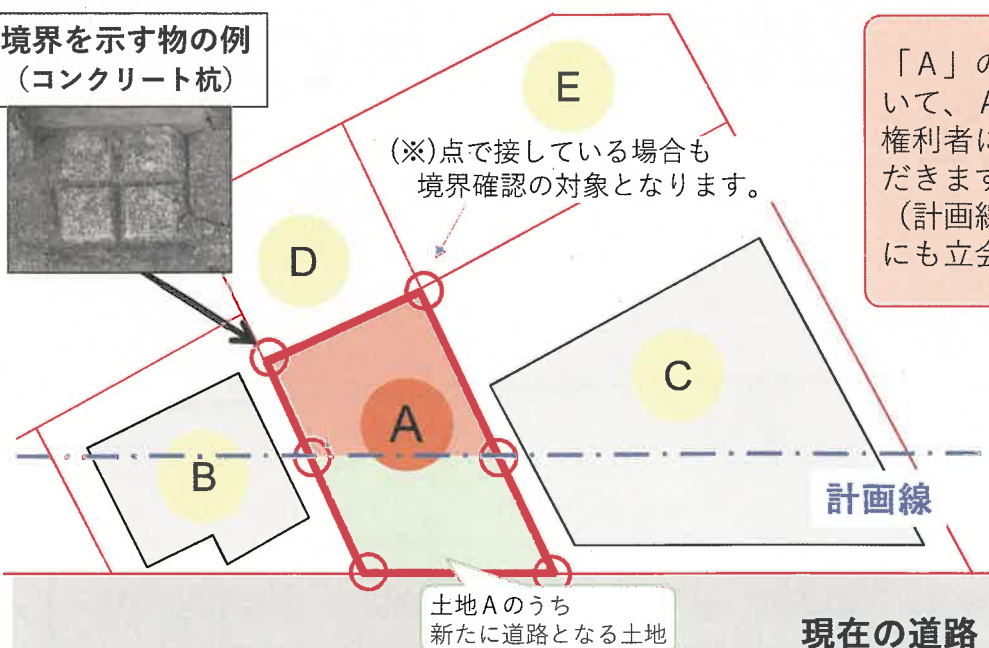 境界を示す物の例
(コンクリート杭)
E
「A」の
いて、A
権利者に
だきます
(計画線
にも立会
(※)点で接している場合も
境界確認の対象となります。
D
C
A
B
計画線
土地Aのうち
新たに道路となる土地
現在の道路